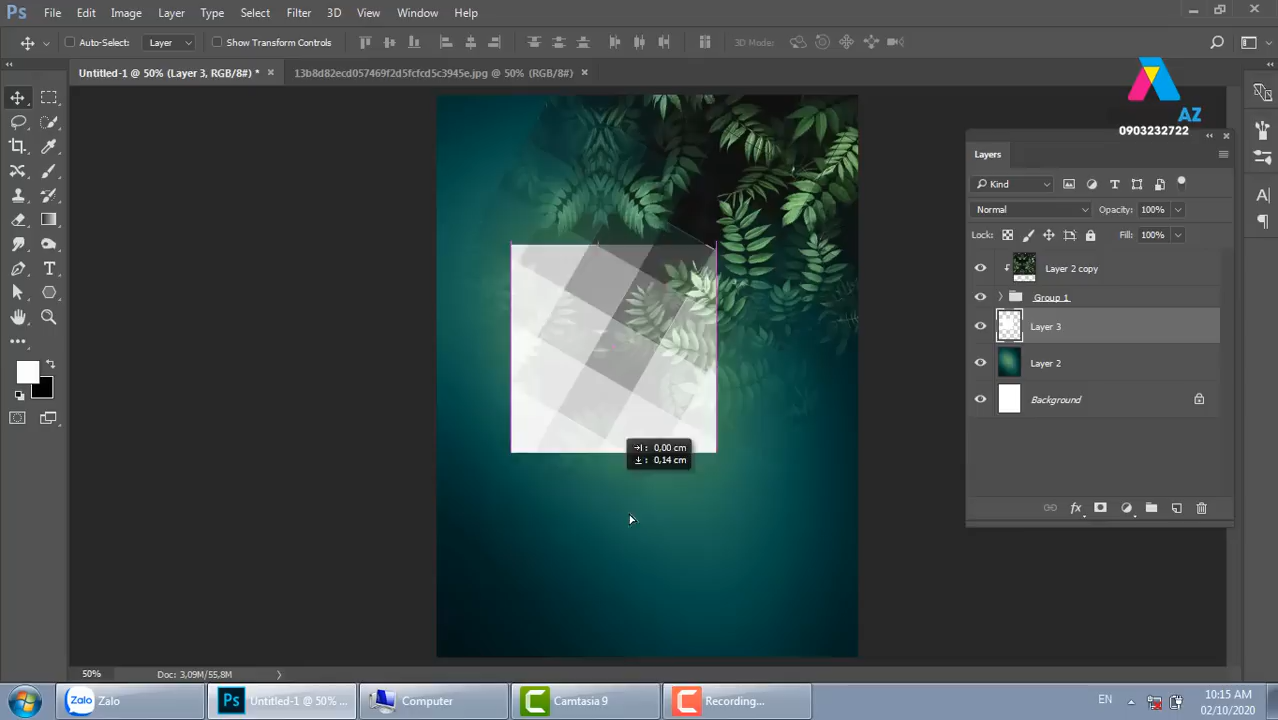 Ps File Edit Image Layer Type Select Filter 3D View Window Help
Auto-Select: Layer Show Transform Controls 3D Mode:
Untitled-1 @ 50% (Layer 3, RGB/8#) * 13b8d82ecd057469f2d5fcfcd5c3945e.jpg @ 50% (RGB/8#)
AZ
0903232722
Layers
Kind
Normal Opacity: 100%
Lock: Fill: 100%
Layer 2 copy
Group 1
Layer 3
Layer 2
Background
fx
0,00 cm
0,14 cm
50% Doc: 3,09M/55,8M
Zalo Zalo Ps Untitled-1 @ 50% ... Computer Camtasia 9 Recording... EN 10:15 AM
02/10/2020